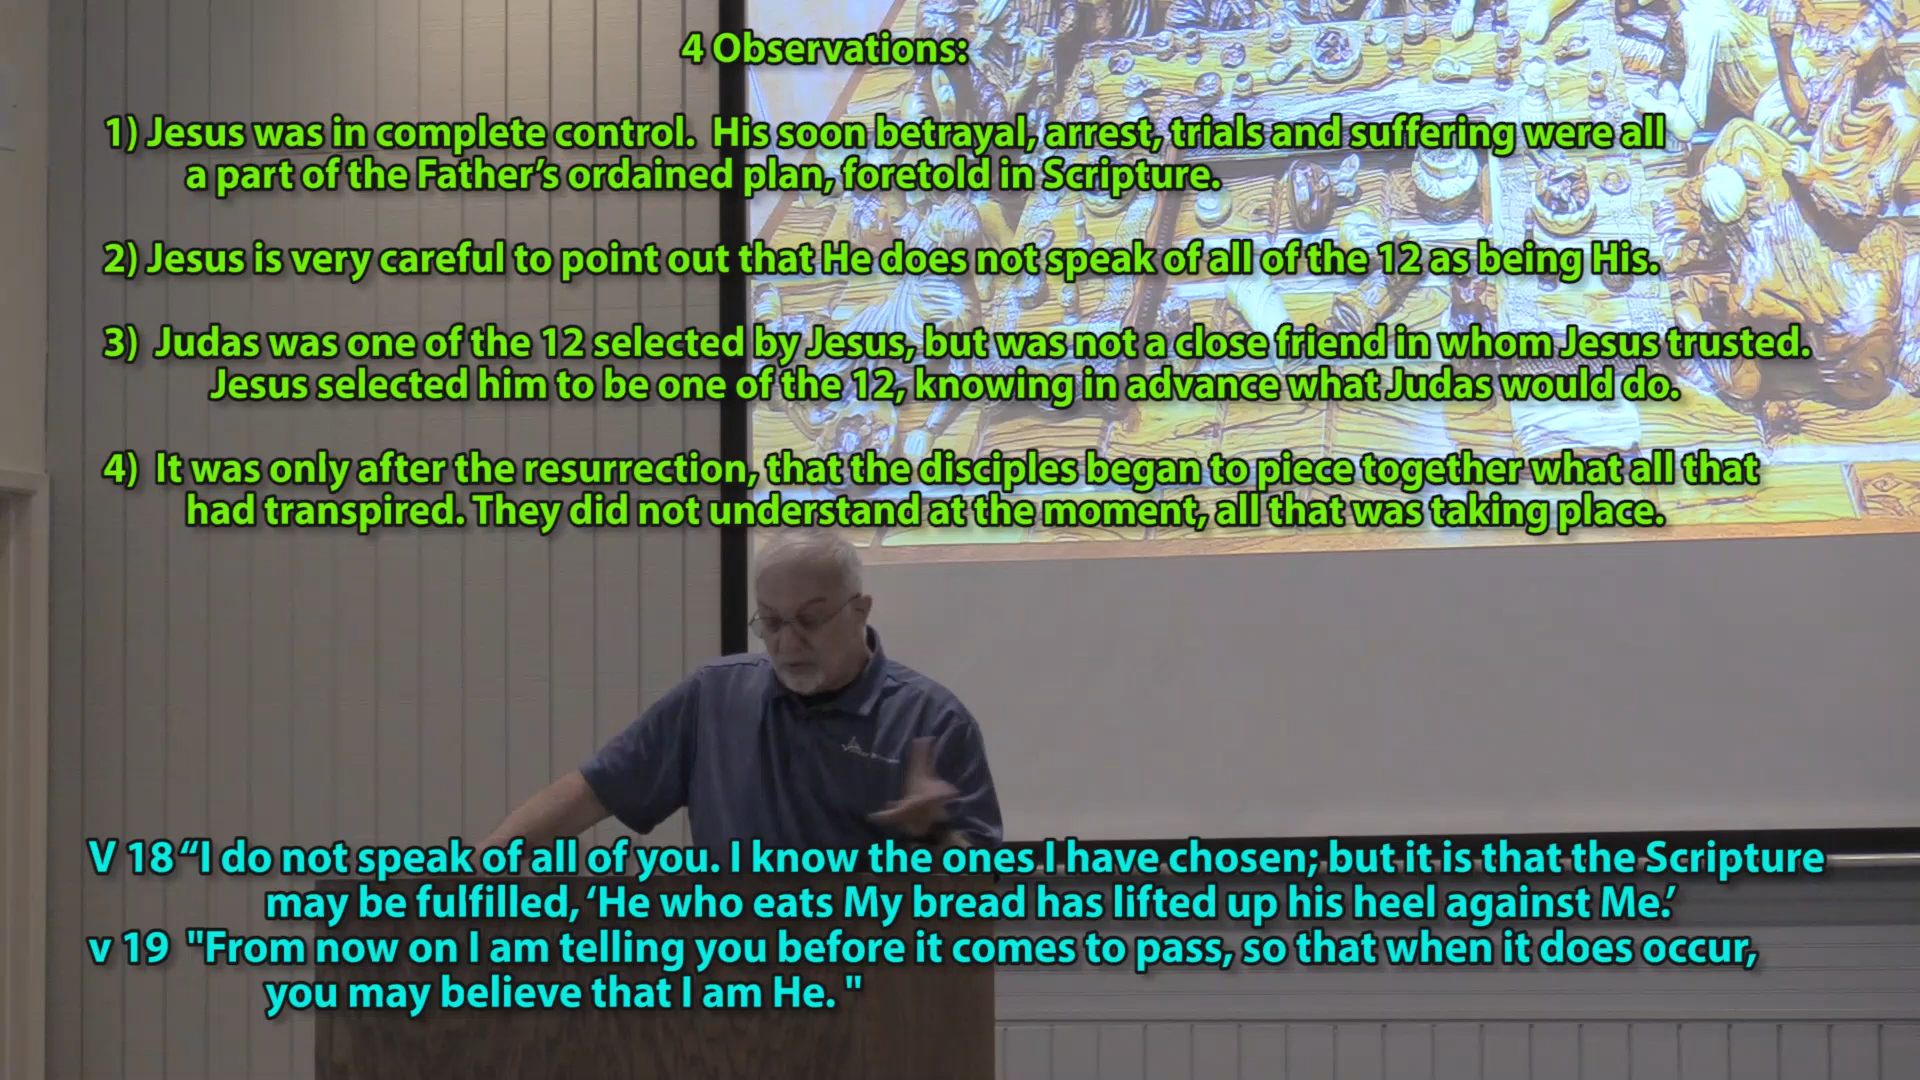 4 Observations:
1) Jesus was in complete control. His soon betrayal, arrest, trials and suffering were all
a part of the Father’s ordained plan, foretold in Scripture.
2) Jesus is very careful to point out that He does not speak of all of the 12 as being His.
3) Judas was one of the 12 selected by Jesus, but was not a close friend in whom Jesus trusted.
Jesus selected him to be one of the 12, knowing in advance what Judas would do.
4) It was only after the resurrection, that the disciples began to piece together what all that
had transpired. They did not understand at the moment, all that was taking place.
V 18 “I do not speak of all of you. I know the ones I have chosen; but it is that the Scripture
may be fulfilled, ‘He who eats My bread has lifted up his heel against Me.’
v 19 "From now on I am telling you before it comes to pass, so that when it does occur,
you may believe that I am He. "